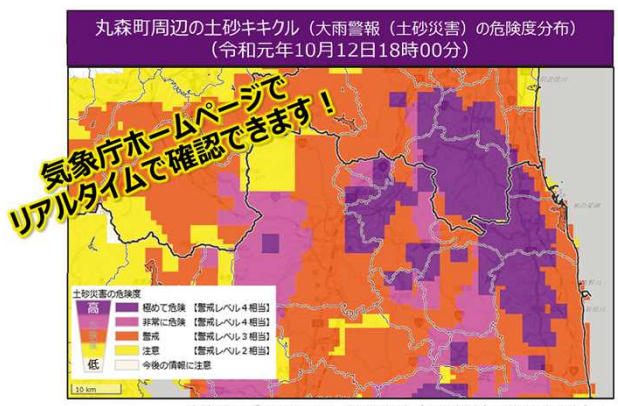 丸森町周辺の土砂キキクル（大雨警報（土砂災害）の危険度分布）
（令和元年10月12日18時00分）
気象庁ホームページで
リアルタイムで確認できます！
土砂災害の危険度
高
低
極めて危険 【警戒レベル４相当】
非常に危険 【警戒レベル４相当】
警戒 【警戒レベル３相当】
注意 【警戒レベル２相当】
今後の情報に注意
10 km